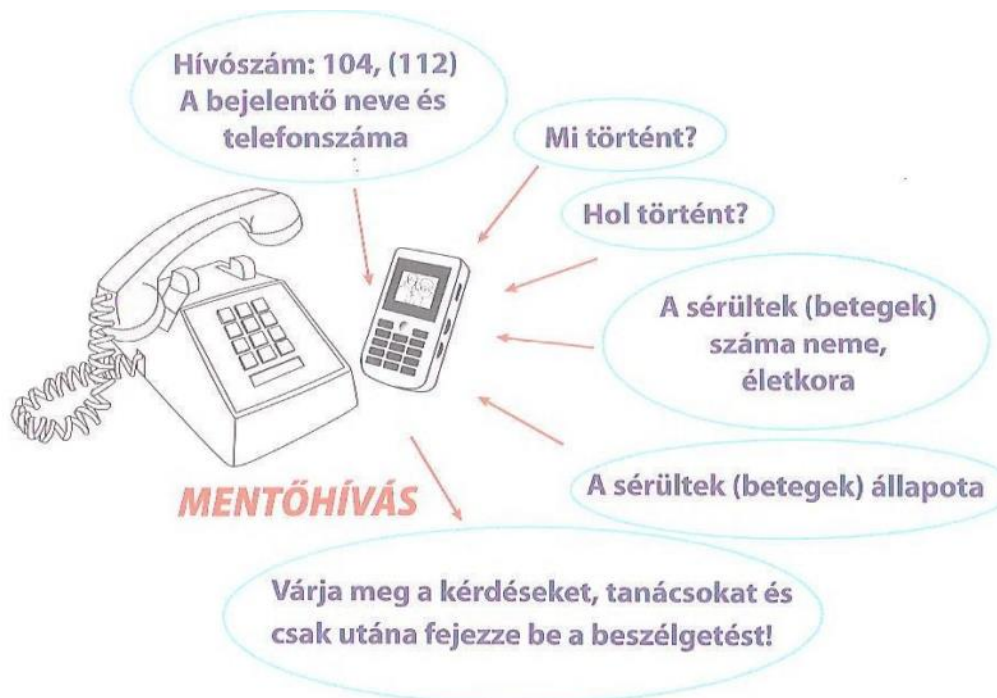 Hívószám: 104, (112)
A bejelentő neve és
telefonszáma
Mi történt?
Hol történt?
A sérültek (betegek)
száma neme,
életkora
A sérültek (betegek) állapota
MENTŐHÍVÁS
Várja meg a kérdéseket, tanácsokat és
csak utána fejezze be a beszélgetést!